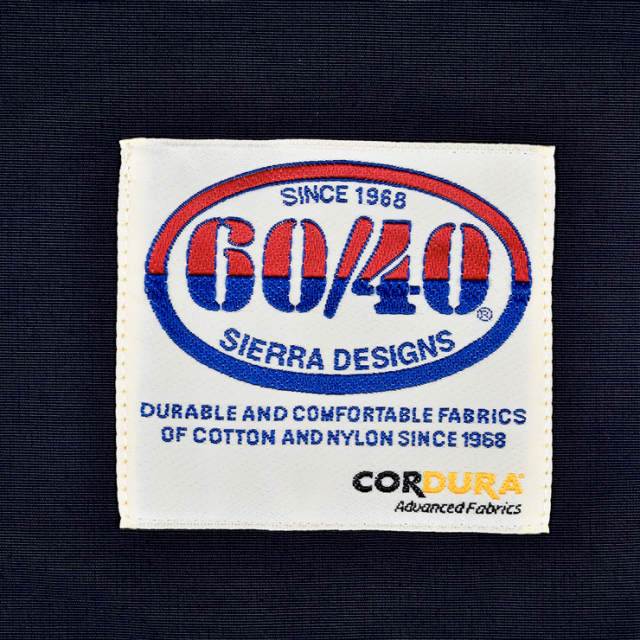 SINCE 1968
60/40®
SIERRA DESIGNS
DURABLE AND COMFORTABLE FABRICS
OF COTTON AND NYLON SINCE 1968
CORDURA
Advanced Fabrics